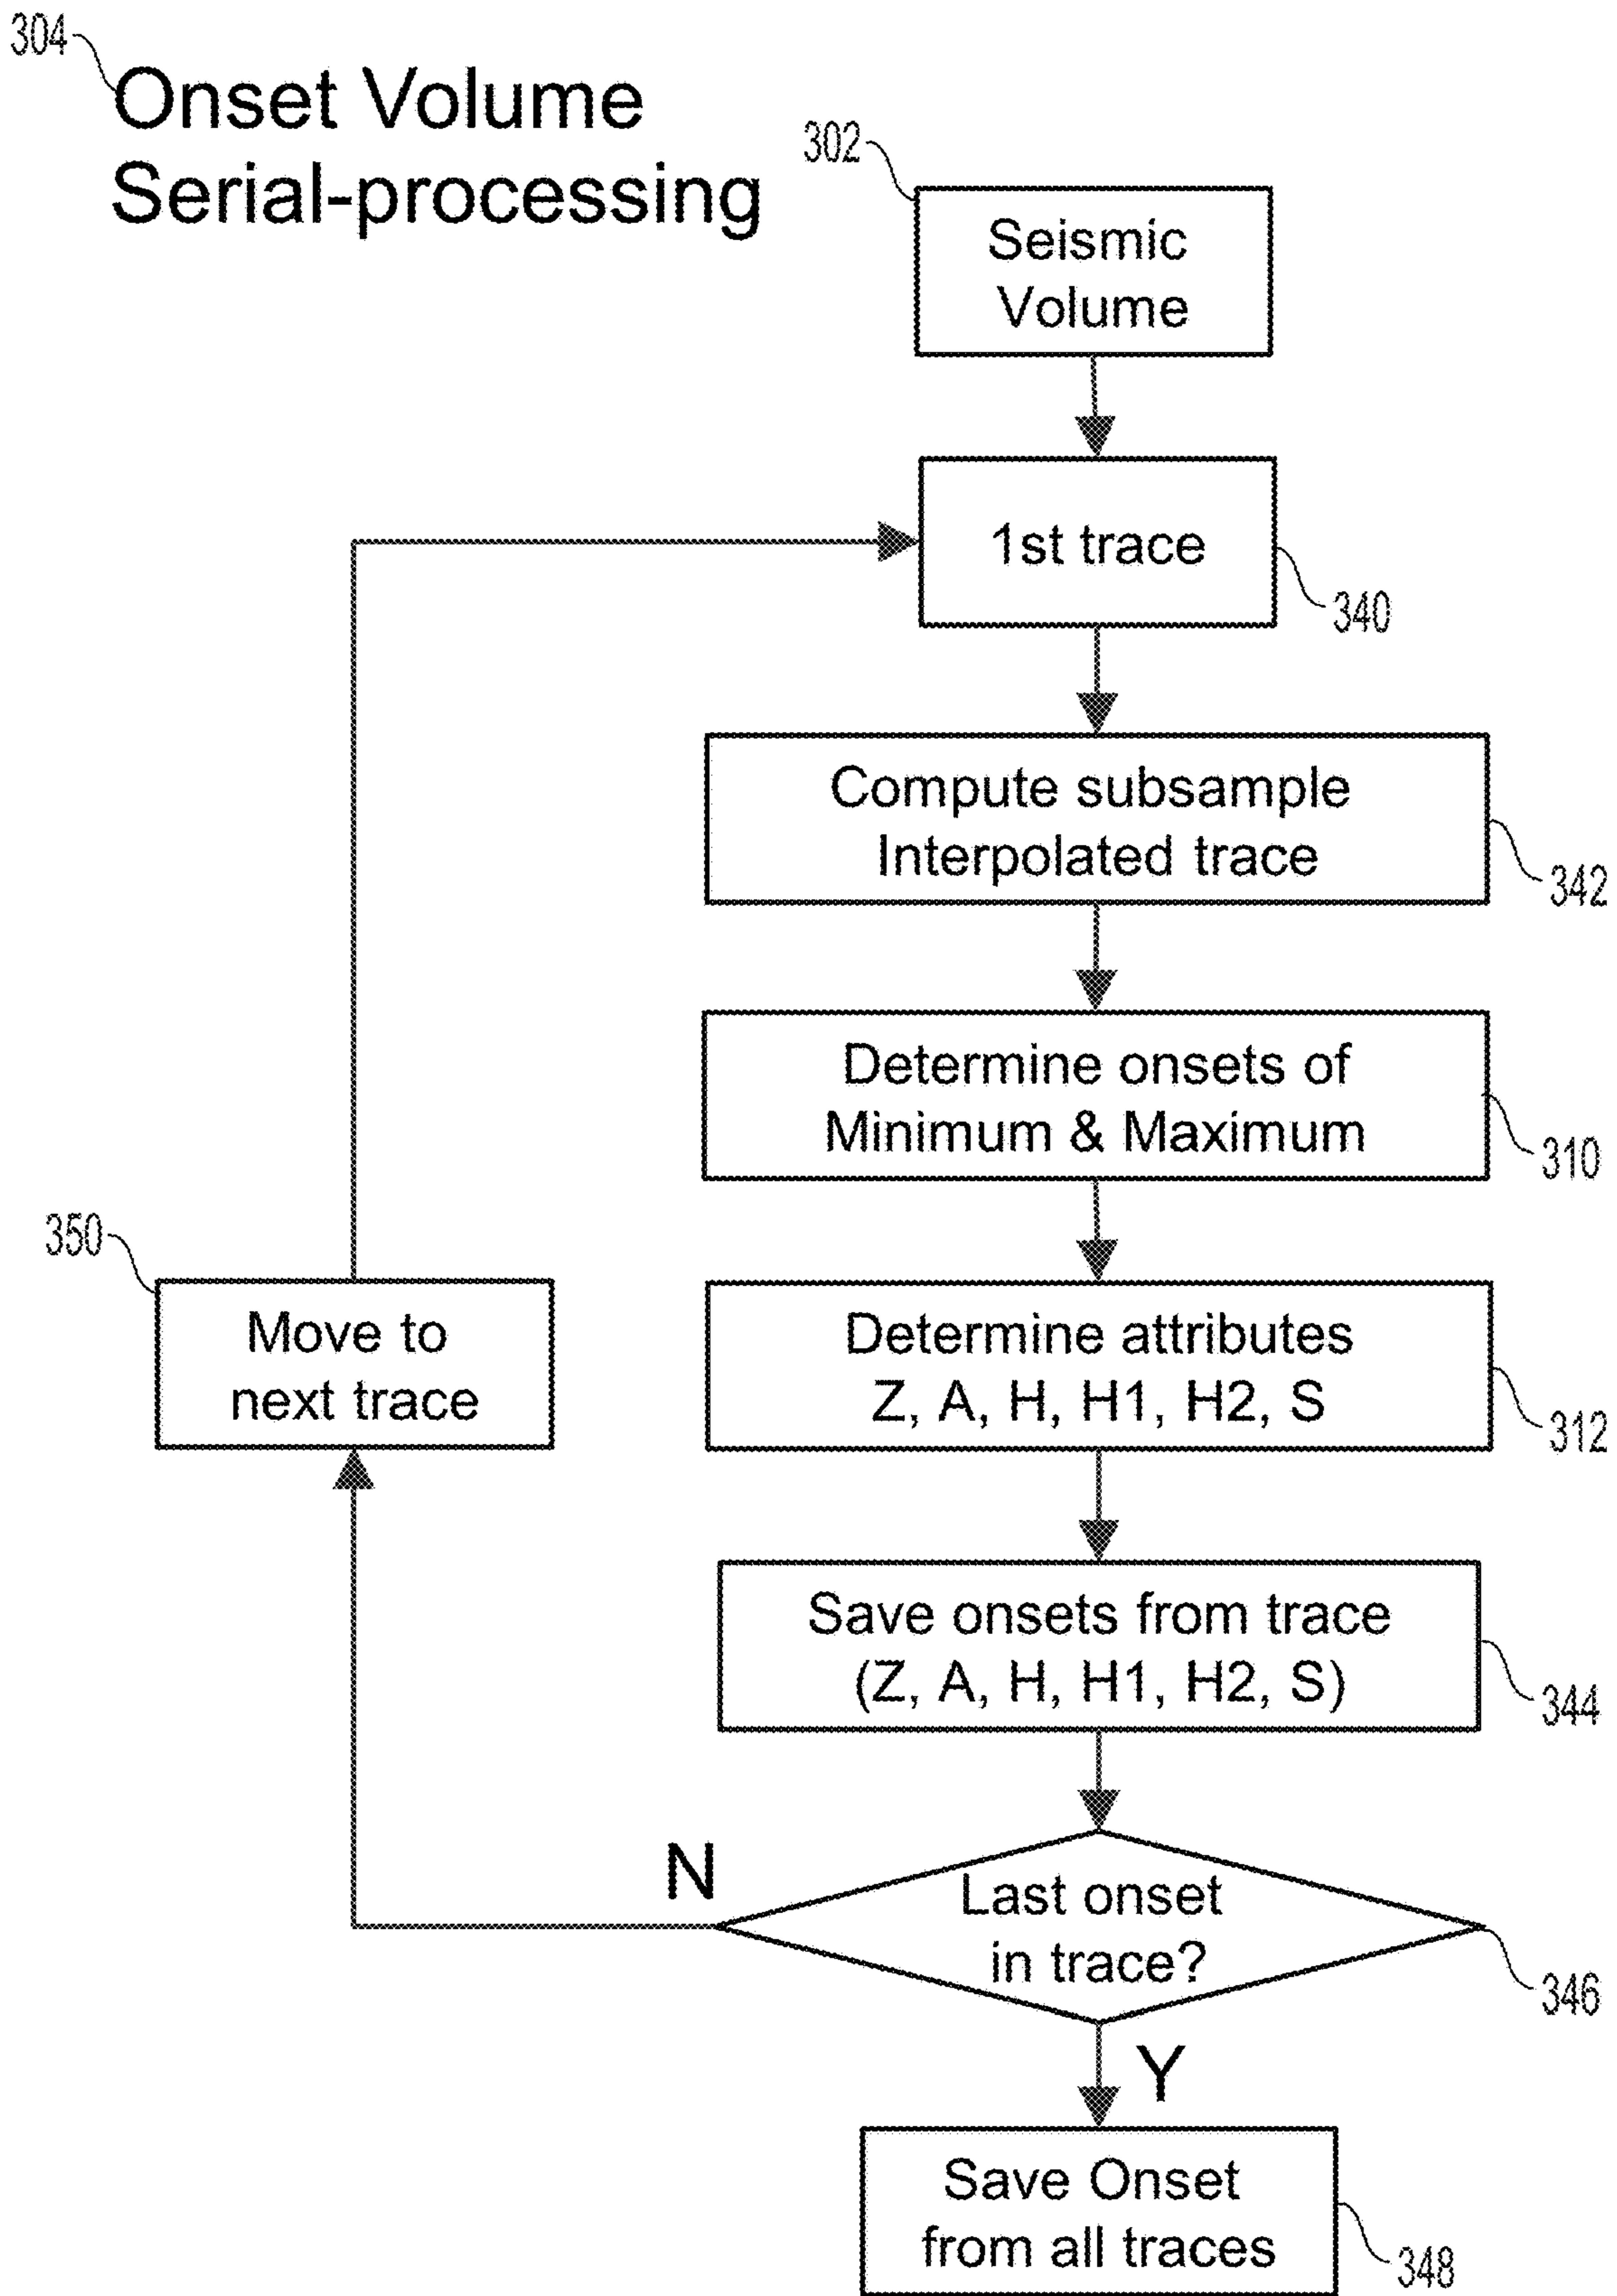 304
Onset Volume
Serial-processing
302
Seismic
Volume
1st trace
340
Compute subsample
Interpolated trace
342
Determine onsets of
Minimum & Maximum
310
350
Move to
next trace
Determine attributes
Z, A, H, H1, H2, S
312
Save onsets from trace
(Z, A, H, H1, H2, S)
344
N
Last onset
in trace?
346
Y
Save Onset
from all traces
348